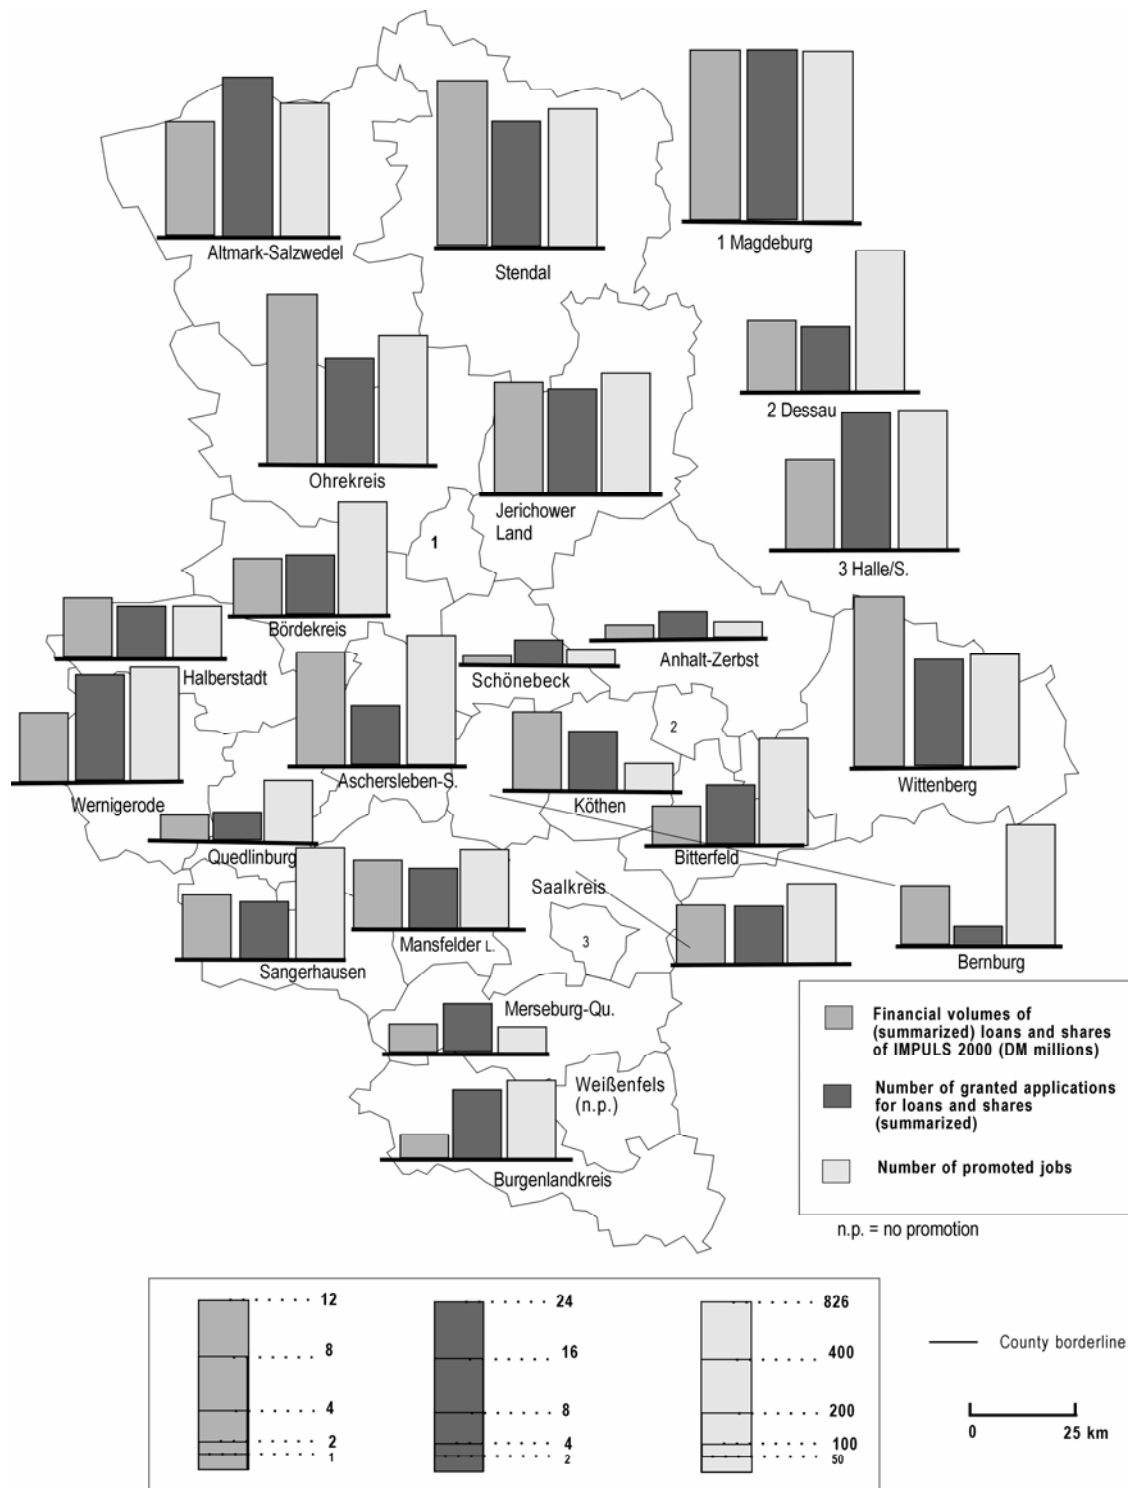 Altmark-Salzwedel
Stendal
1 Magdeburg
2 Dessau
Ohrekreis
Jerichower
Land
1
3 Halle/S.
Bördekreis
Halberstadt
Schönebeck
Anhalt-Zerbst
2
Aschersleben-S.
Köthen
Wittenberg
Wernigerode
Quedlinburg
Bitterfeld
Saalkreis
Mansfelder L.
3
Bernburg
Sangerhausen
Merseburg-Qu.
Weißenfels
(n.p.)
Burgenlandkreis
Financial volumes of
(summarized) loans and shares
of IMPULS 2000 (DM millions)
Number of granted applications
for loans and shares
(summarized)
Number of promoted jobs
n.p. = no promotion
12
8
4
2
1
24
16
8
4
2
826
400
200
100
50
County borderline
0 25 km